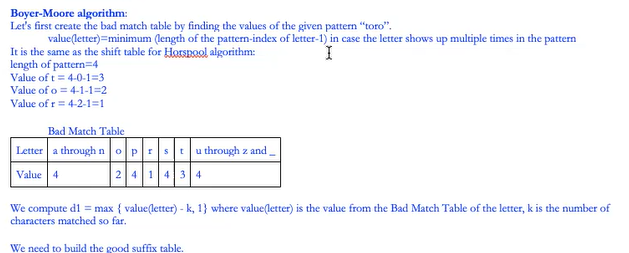 Boyer-Moore algorithm:
Let's first create the bad match table by finding the values of the given pattern “toro”.
value(letter)=minimum (length of the pattern-index of letter-1) in case the letter shows up multiple times in the pattern
It is the same as the shift table for Horspool algorithm:
length of pattern=4
Value of t = 4-0-1=3
Value of o = 4-1-1=2
Value of r = 4-2-1=1
Bad Match Table
Letter a through n o p r s t u through z and _
Value 4 2 4 1 4 3 4
We compute d1 = max { value(letter) - k, 1} where value(letter) is the value from the Bad Match Table of the letter, k is the number of
characters matched so far.
We need to build the good suffix table.